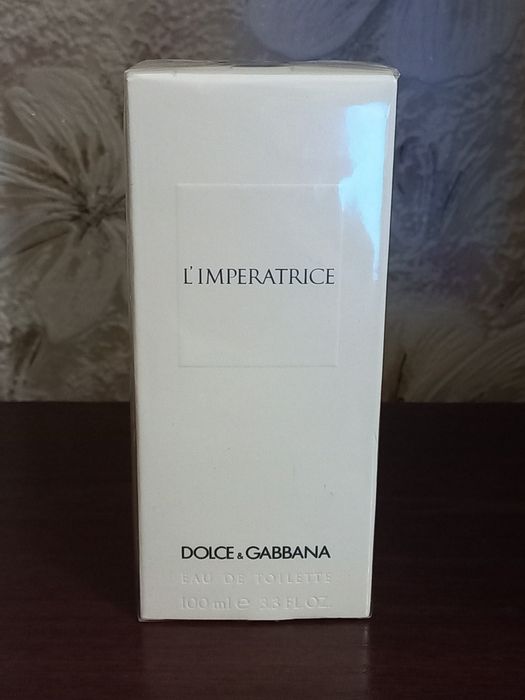 L'IMPERATRICE
DOLCE & GABBANA
EAU DE TOILETTE
100 ml e 3.3 FL. OZ.